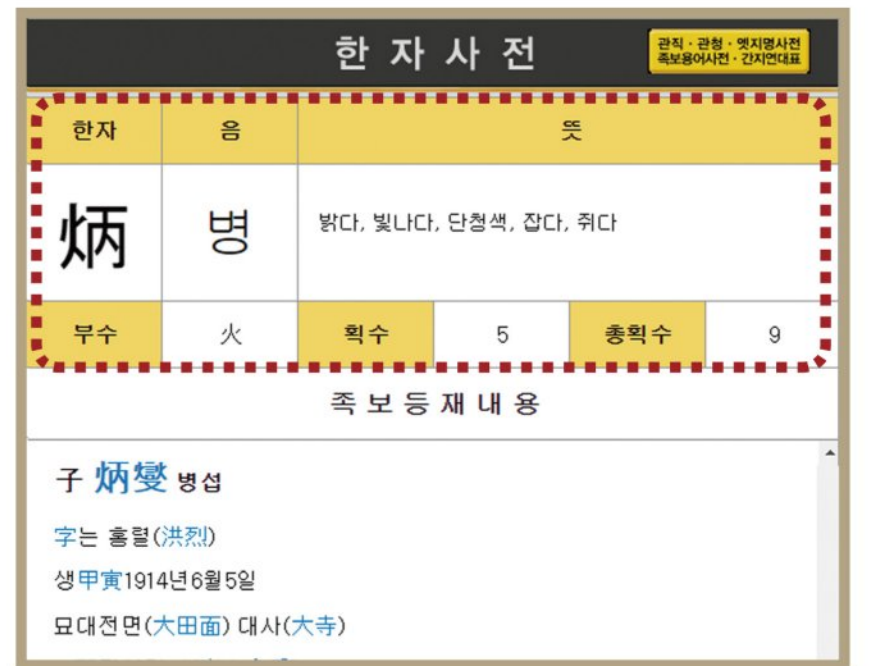 한 자 사 전
관직 · 관청 · 옛지명사전
족보용어사전 · 간지연대표
한자 음 뜻
炳 병 밝다, 빛나다, 단청색, 잡다, 쥐다
부수 火 획수 5 총획수 9
족 보 등 재 내 용
子 炳燮 병섭
字는 홍렬(洪烈)
생甲寅1914년6월5일
묘대전면(大田面) 대사(大寺)